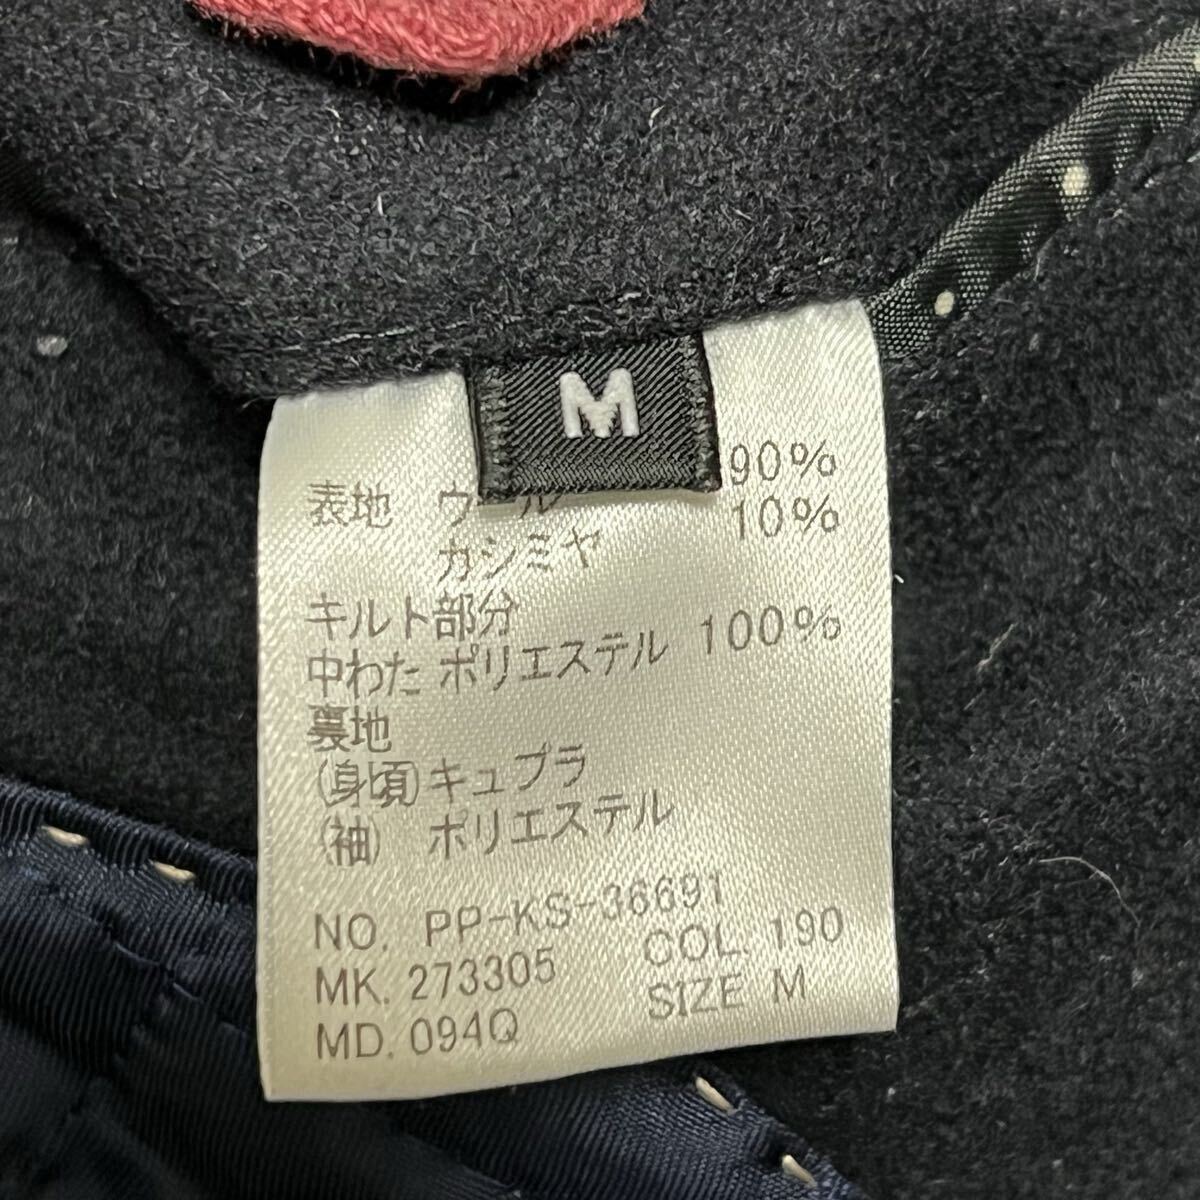 M
表地 ウール 90%
カシミヤ 10%
キルト部分
中わた ポリエステル 100%
裏地
(身頃)キュプラ
(袖) ポリエステル
NO. PP-KS-36691
MK. 273305 COL. 190
MD. 094Q SIZE M